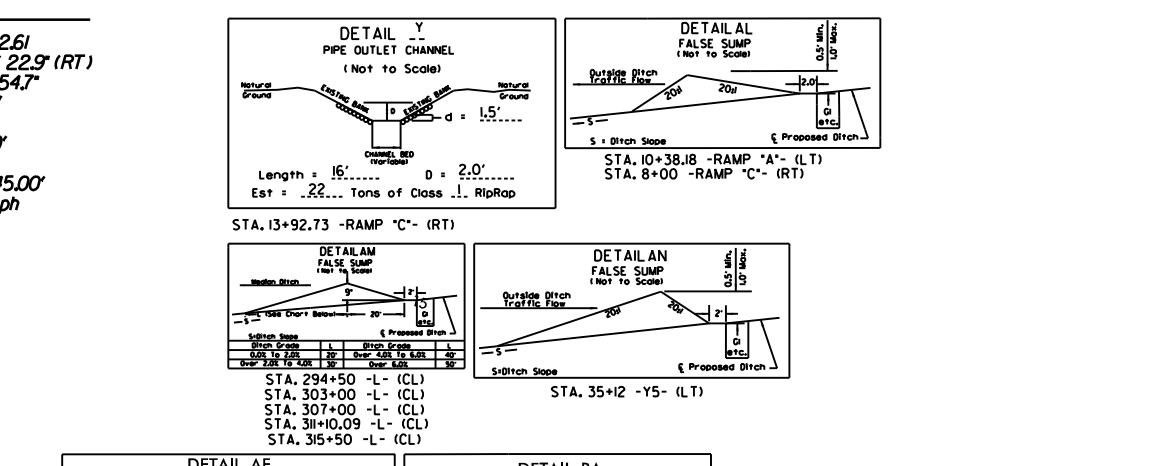 2.61
22.9" (RT)
54.7"
5.00'
ph
DETAIL Y
PIPE OUTLET CHANNEL
(Not to Scale)
Natural
Ground
EXISTING BANK
D
EXISTING BANK
Natural
Ground
d = 1.5'
CHANNEL BED
(Variable)
Length = 16' D = 2.0'
Est = 22 Tons of Class 1 RipRap
STA. 13+92.73 -RAMP "C"- (RT)
DETAIL AL
FALSE SUMP
(Not to Scale)
0.5' Min.
1.0' Max.
Outside Ditch
Traffic Flow
20:1
20:1
2.0'
S
GI
etc.
S = Ditch Slope
℄ Proposed Ditch
STA. 10+38.18 -RAMP "A"- (LT)
STA. 8+00 -RAMP "C"- (RT)
DETAIL AM
FALSE SUMP
(Not to Scale)
Median Ditch
9"
2'
L (See Chart Below)
20'
S
GI
etc.
℄ Proposed Ditch
S=Ditch Slope
Ditch Grade L Ditch Grade L
0.0% To 2.0% 20' Over 4.0% To 6.0% 40'
Over 2.0% To 4.0% 30' Over 6.0% 50'
STA. 294+50 -L- (CL)
STA. 303+00 -L- (CL)
STA. 307+00 -L- (CL)
STA. 311+10.09 -L- (CL)
STA. 315+50 -L- (CL)
DETAIL AN
FALSE SUMP
(Not to Scale)
0.5' Min.
1.0' Max.
Outside Ditch
Traffic Flow
20:1
20:1
2'
S
GI
etc.
℄ Proposed Ditch
S=Ditch Slope
STA. 35+12 -Y5- (LT)
DETAIL AE
DETAIL BA